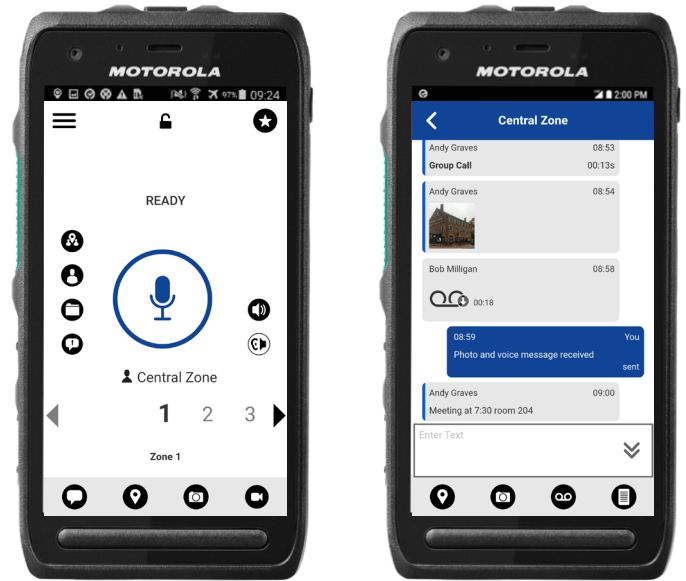 MOTOROLA
97% 09:24
READY
Central Zone
1 2 3
Zone 1
MOTOROLA
2:00 PM
Central Zone
Andy Graves 08:53
Group Call 00:13s
Andy Graves 08:54
Bob Milligan 08:58
00:18
08:59 You
Photo and voice message received
sent
Andy Graves 09:00
Meeting at 7:30 room 204
Enter Text